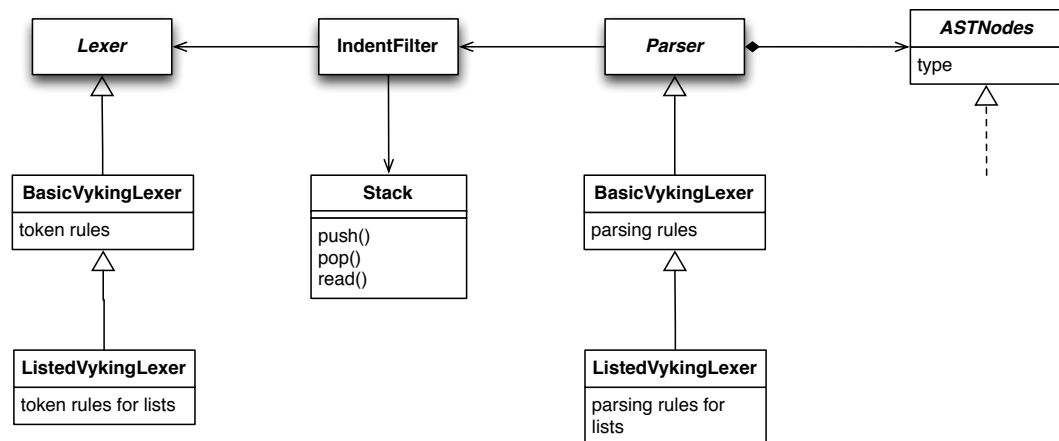 Lexer
IndentFilter
Parser
ASTNodes
type
BasicVykingLexer
token rules
Stack
push()
pop()
read()
BasicVykingLexer
parsing rules
ListedVykingLexer
token rules for lists
ListedVykingLexer
parsing rules for
lists